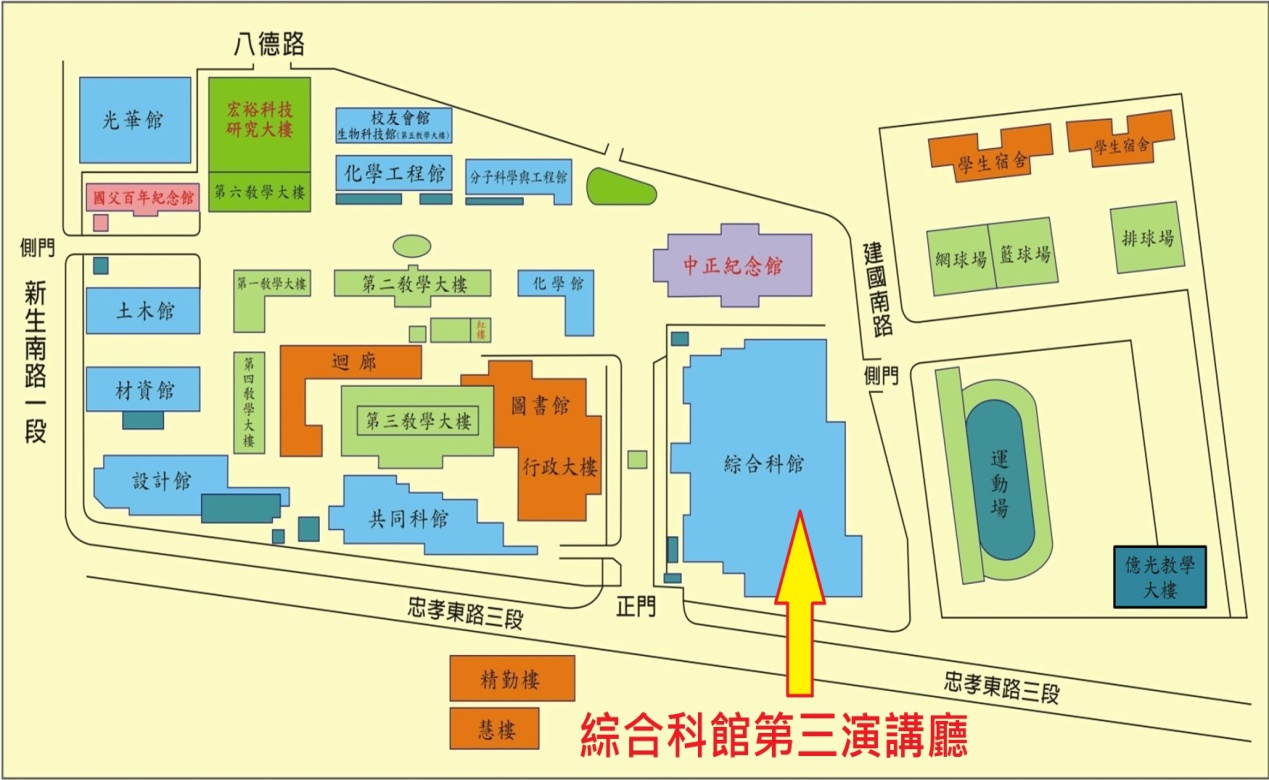 八德路
光華館
宏裕科技
研究大樓
校友會館
生物科技館(第五教學大樓)
化學工程館
分子科學與工程館
第六教學大樓
國父百年紀念館
側門
新生南路一段
學生宿舍
學生宿舍
網球場
籃球場
排球場
建國南路
中正紀念館
第一教學大樓
第二教學大樓
化學館
土木館
紅樓
迴廊
側門
材資館
第四教學大樓
第三教學大樓
圖書館
行政大樓
綜合科館
運動場
設計館
共同科館
億光教學
大樓
忠孝東路三段
正門
精勤樓
慧樓
忠孝東路三段
綜合科館第三演講廳